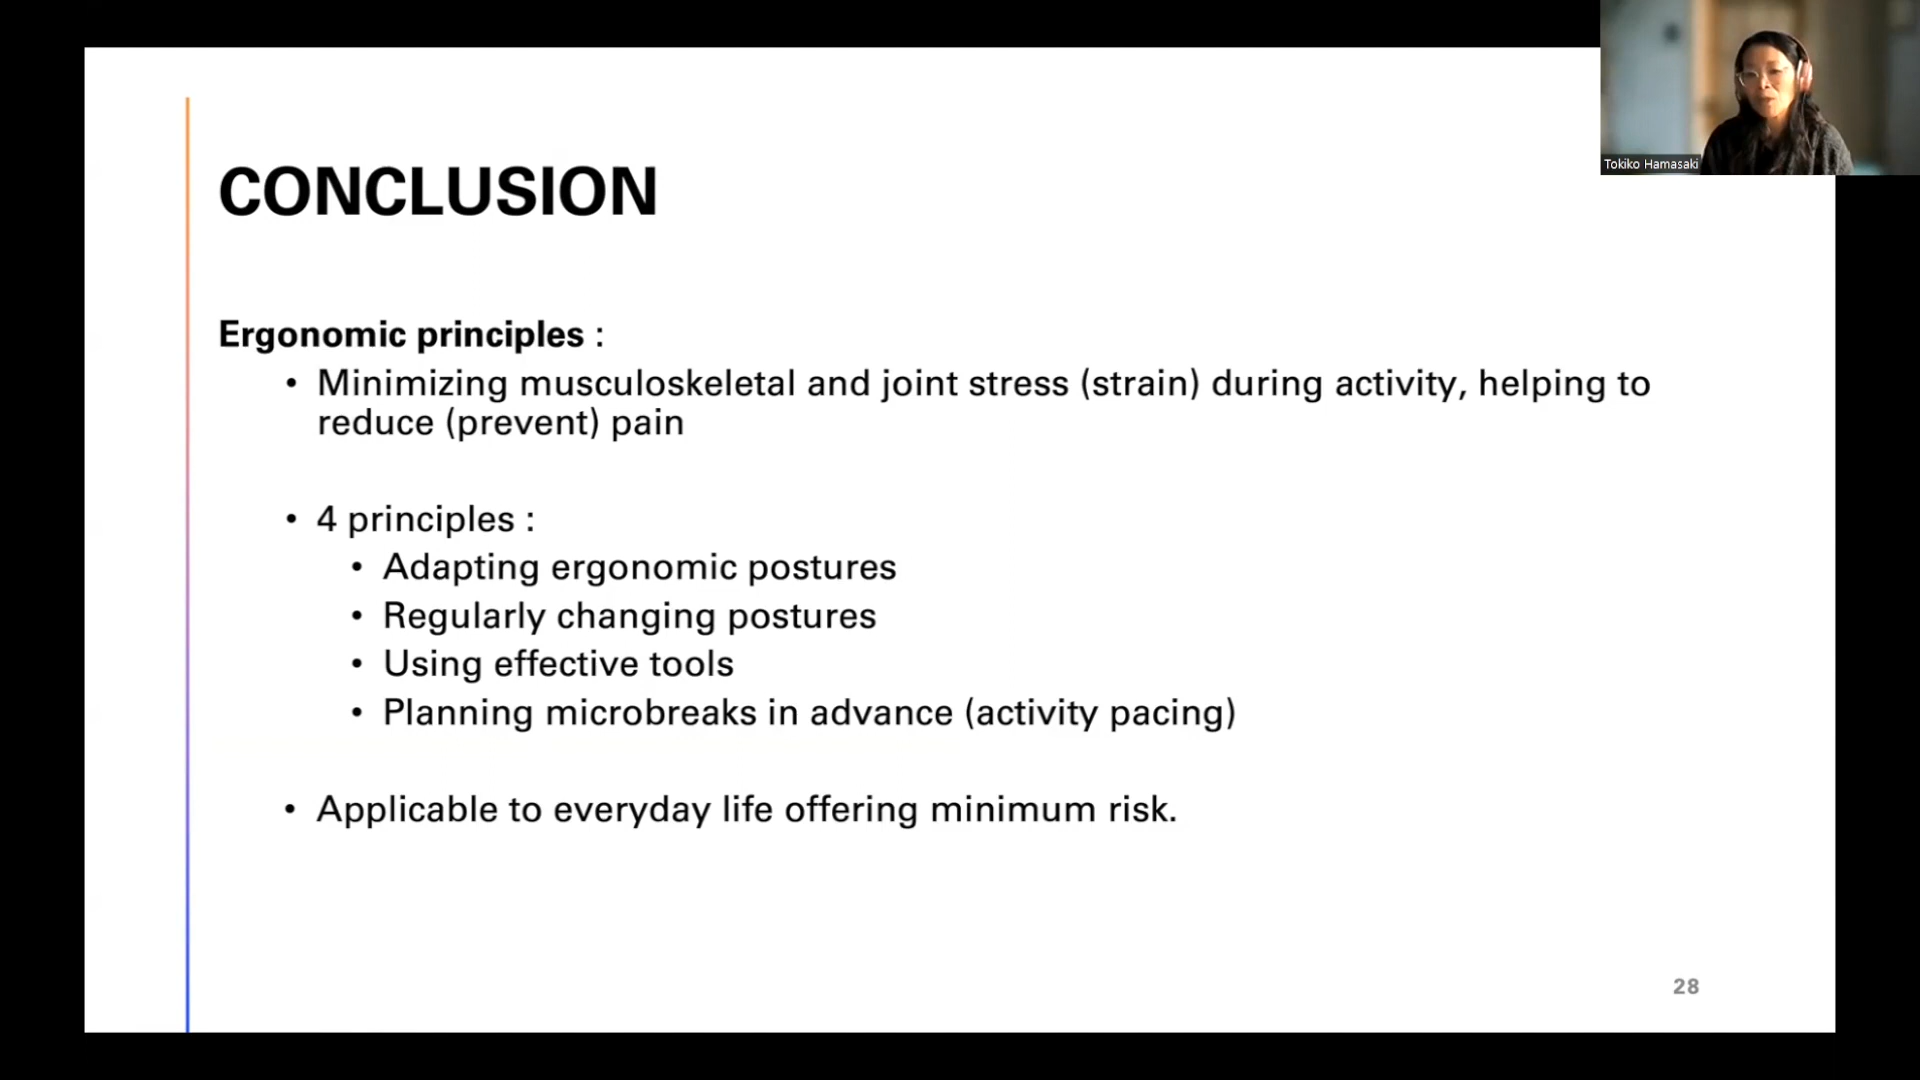 Tokiko Hamasaki
CONCLUSION
Ergonomic principles :
• Minimizing musculoskeletal and joint stress (strain) during activity, helping to
reduce (prevent) pain
• 4 principles :
• Adapting ergonomic postures
• Regularly changing postures
• Using effective tools
• Planning microbreaks in advance (activity pacing)
• Applicable to everyday life offering minimum risk.
28